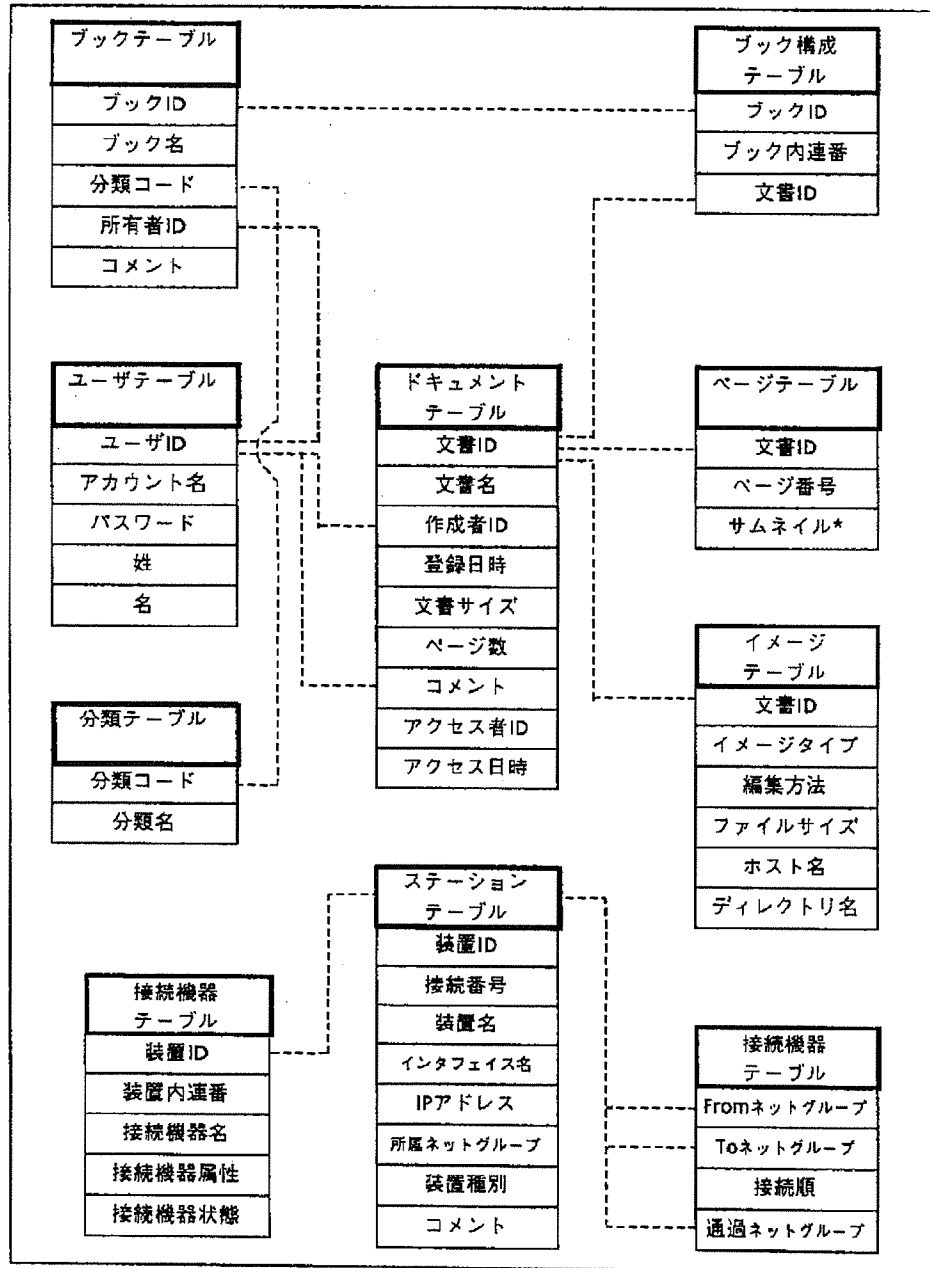 ブックテーブル
ブックID
ブック名
分類コード
所有者ID
コメント
ブック構成
テーブル
ブックID
ブック内連番
文書ID
ユーザテーブル
ユーザID
アカウント名
パスワード
姓
名
ドキュメント
テーブル
文書ID
文書名
作成者ID
登録日時
文書サイズ
ページ数
コメント
アクセス者ID
アクセス日時
ページテーブル
文書ID
ページ番号
サムネイル*
イメージ
テーブル
文書ID
イメージタイプ
編集方法
ファイルサイズ
ホスト名
ディレクトリ名
分類テーブル
分類コード
分類名
ステーション
テーブル
装置ID
接続番号
装置名
インタフェイス名
IPアドレス
所属ネットグループ
装置種別
コメント
接続機器
テーブル
装置ID
装置内連番
接続機器名
接続機器属性
接続機器状態
接続機器
テーブル
Fromネットグループ
Toネットグループ
接続順
通過ネットグループ